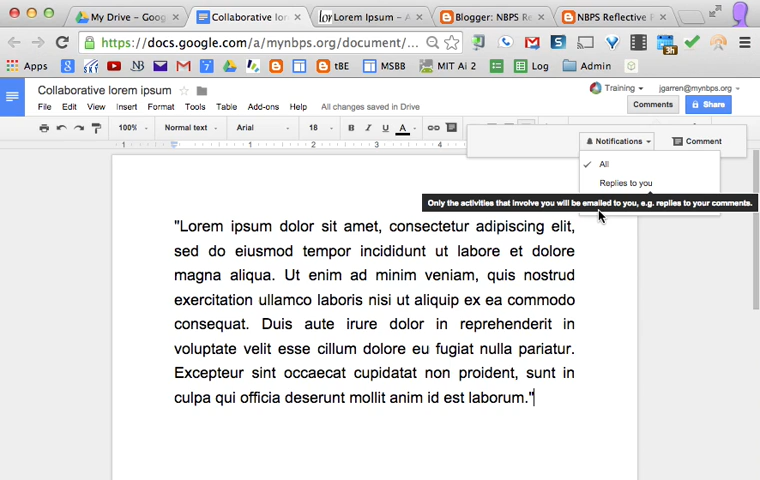 My Drive – Goog
Collaborative lor
Lorem Ipsum – A
Blogger: NBPS Re
NBPS Reflective P
https://docs.google.com/a/mynbps.org/document/...
3h
Apps
tBE
MSBB
MIT Ai 2
Log
Admin
Collaborative lorem ipsum
Training
jgarren@mynbps.org
File Edit View Insert Format Tools Table Add-ons Help All changes saved in Drive
Comments
Share
100% Normal text Arial 18 B I U A
Notifications
Comment
All
Replies to you
Only the activities that involve you will be emailed to you, e.g. replies to your comments.
"Lorem ipsum dolor sit amet, consectetur adipiscing elit,
sed do eiusmod tempor incididunt ut labore et dolore
magna aliqua. Ut enim ad minim veniam, quis nostrud
exercitation ullamco laboris nisi ut aliquip ex ea commodo
consequat. Duis aute irure dolor in reprehenderit in
voluptate velit esse cillum dolore eu fugiat nulla pariatur.
Excepteur sint occaecat cupidatat non proident, sunt in
culpa qui officia deserunt mollit anim id est laborum."